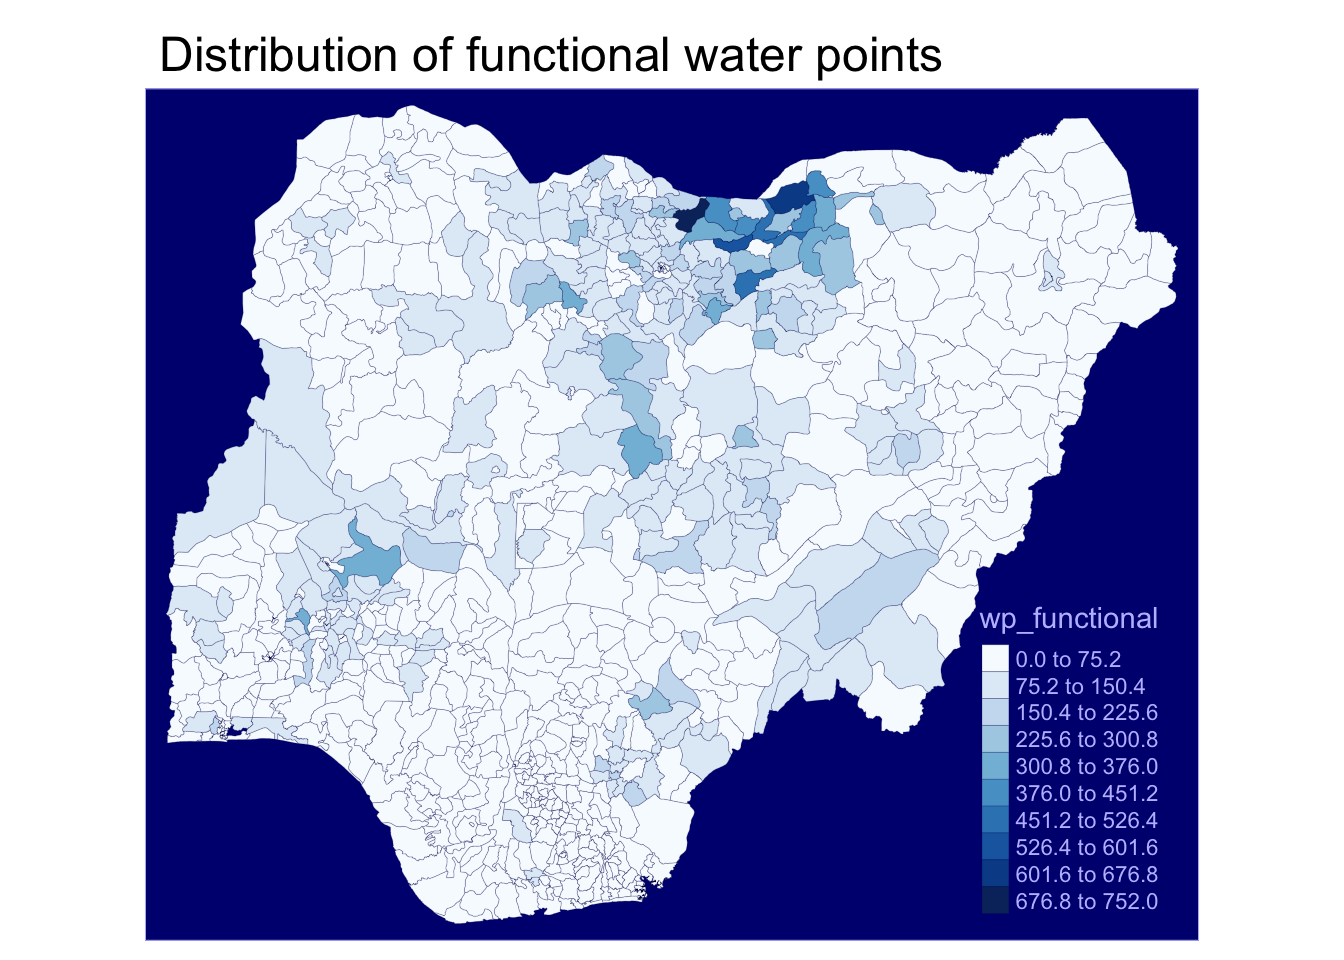 Distribution of functional water points
wp_functional
0.0 to 75.2
75.2 to 150.4
150.4 to 225.6
225.6 to 300.8
300.8 to 376.0
376.0 to 451.2
451.2 to 526.4
526.4 to 601.6
601.6 to 676.8
676.8 to 752.0